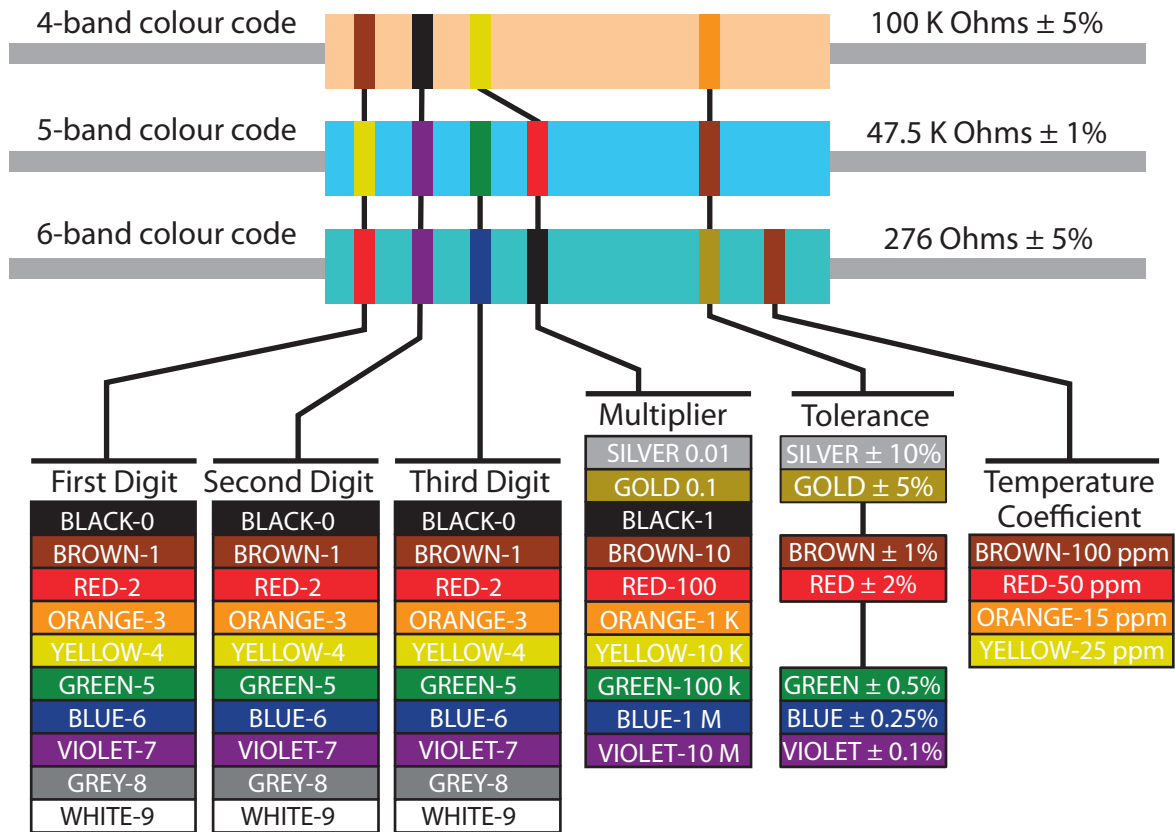 4-band colour code
100 K Ohms ± 5%
5-band colour code
47.5 K Ohms ± 1%
6-band colour code
276 Ohms ± 5%
First Digit
BLACK-0
BROWN-1
RED-2
ORANGE-3
YELLOW-4
GREEN-5
BLUE-6
VIOLET-7
GREY-8
WHITE-9
Second Digit
BLACK-0
BROWN-1
RED-2
ORANGE-3
YELLOW-4
GREEN-5
BLUE-6
VIOLET-7
GREY-8
WHITE-9
Third Digit
BLACK-0
BROWN-1
RED-2
ORANGE-3
YELLOW-4
GREEN-5
BLUE-6
VIOLET-7
GREY-8
WHITE-9
Multiplier
SILVER 0.01
GOLD 0.1
BLACK-1
BROWN-10
RED-100
ORANGE-1 K
YELLOW-10 K
GREEN-100 k
BLUE-1 M
VIOLET-10 M
Tolerance
SILVER ± 10%
GOLD ± 5%
BROWN ± 1%
RED ± 2%
GREEN ± 0.5%
BLUE ± 0.25%
VIOLET ± 0.1%
Temperature
Coefficient
BROWN-100 ppm
RED-50 ppm
ORANGE-15 ppm
YELLOW-25 ppm